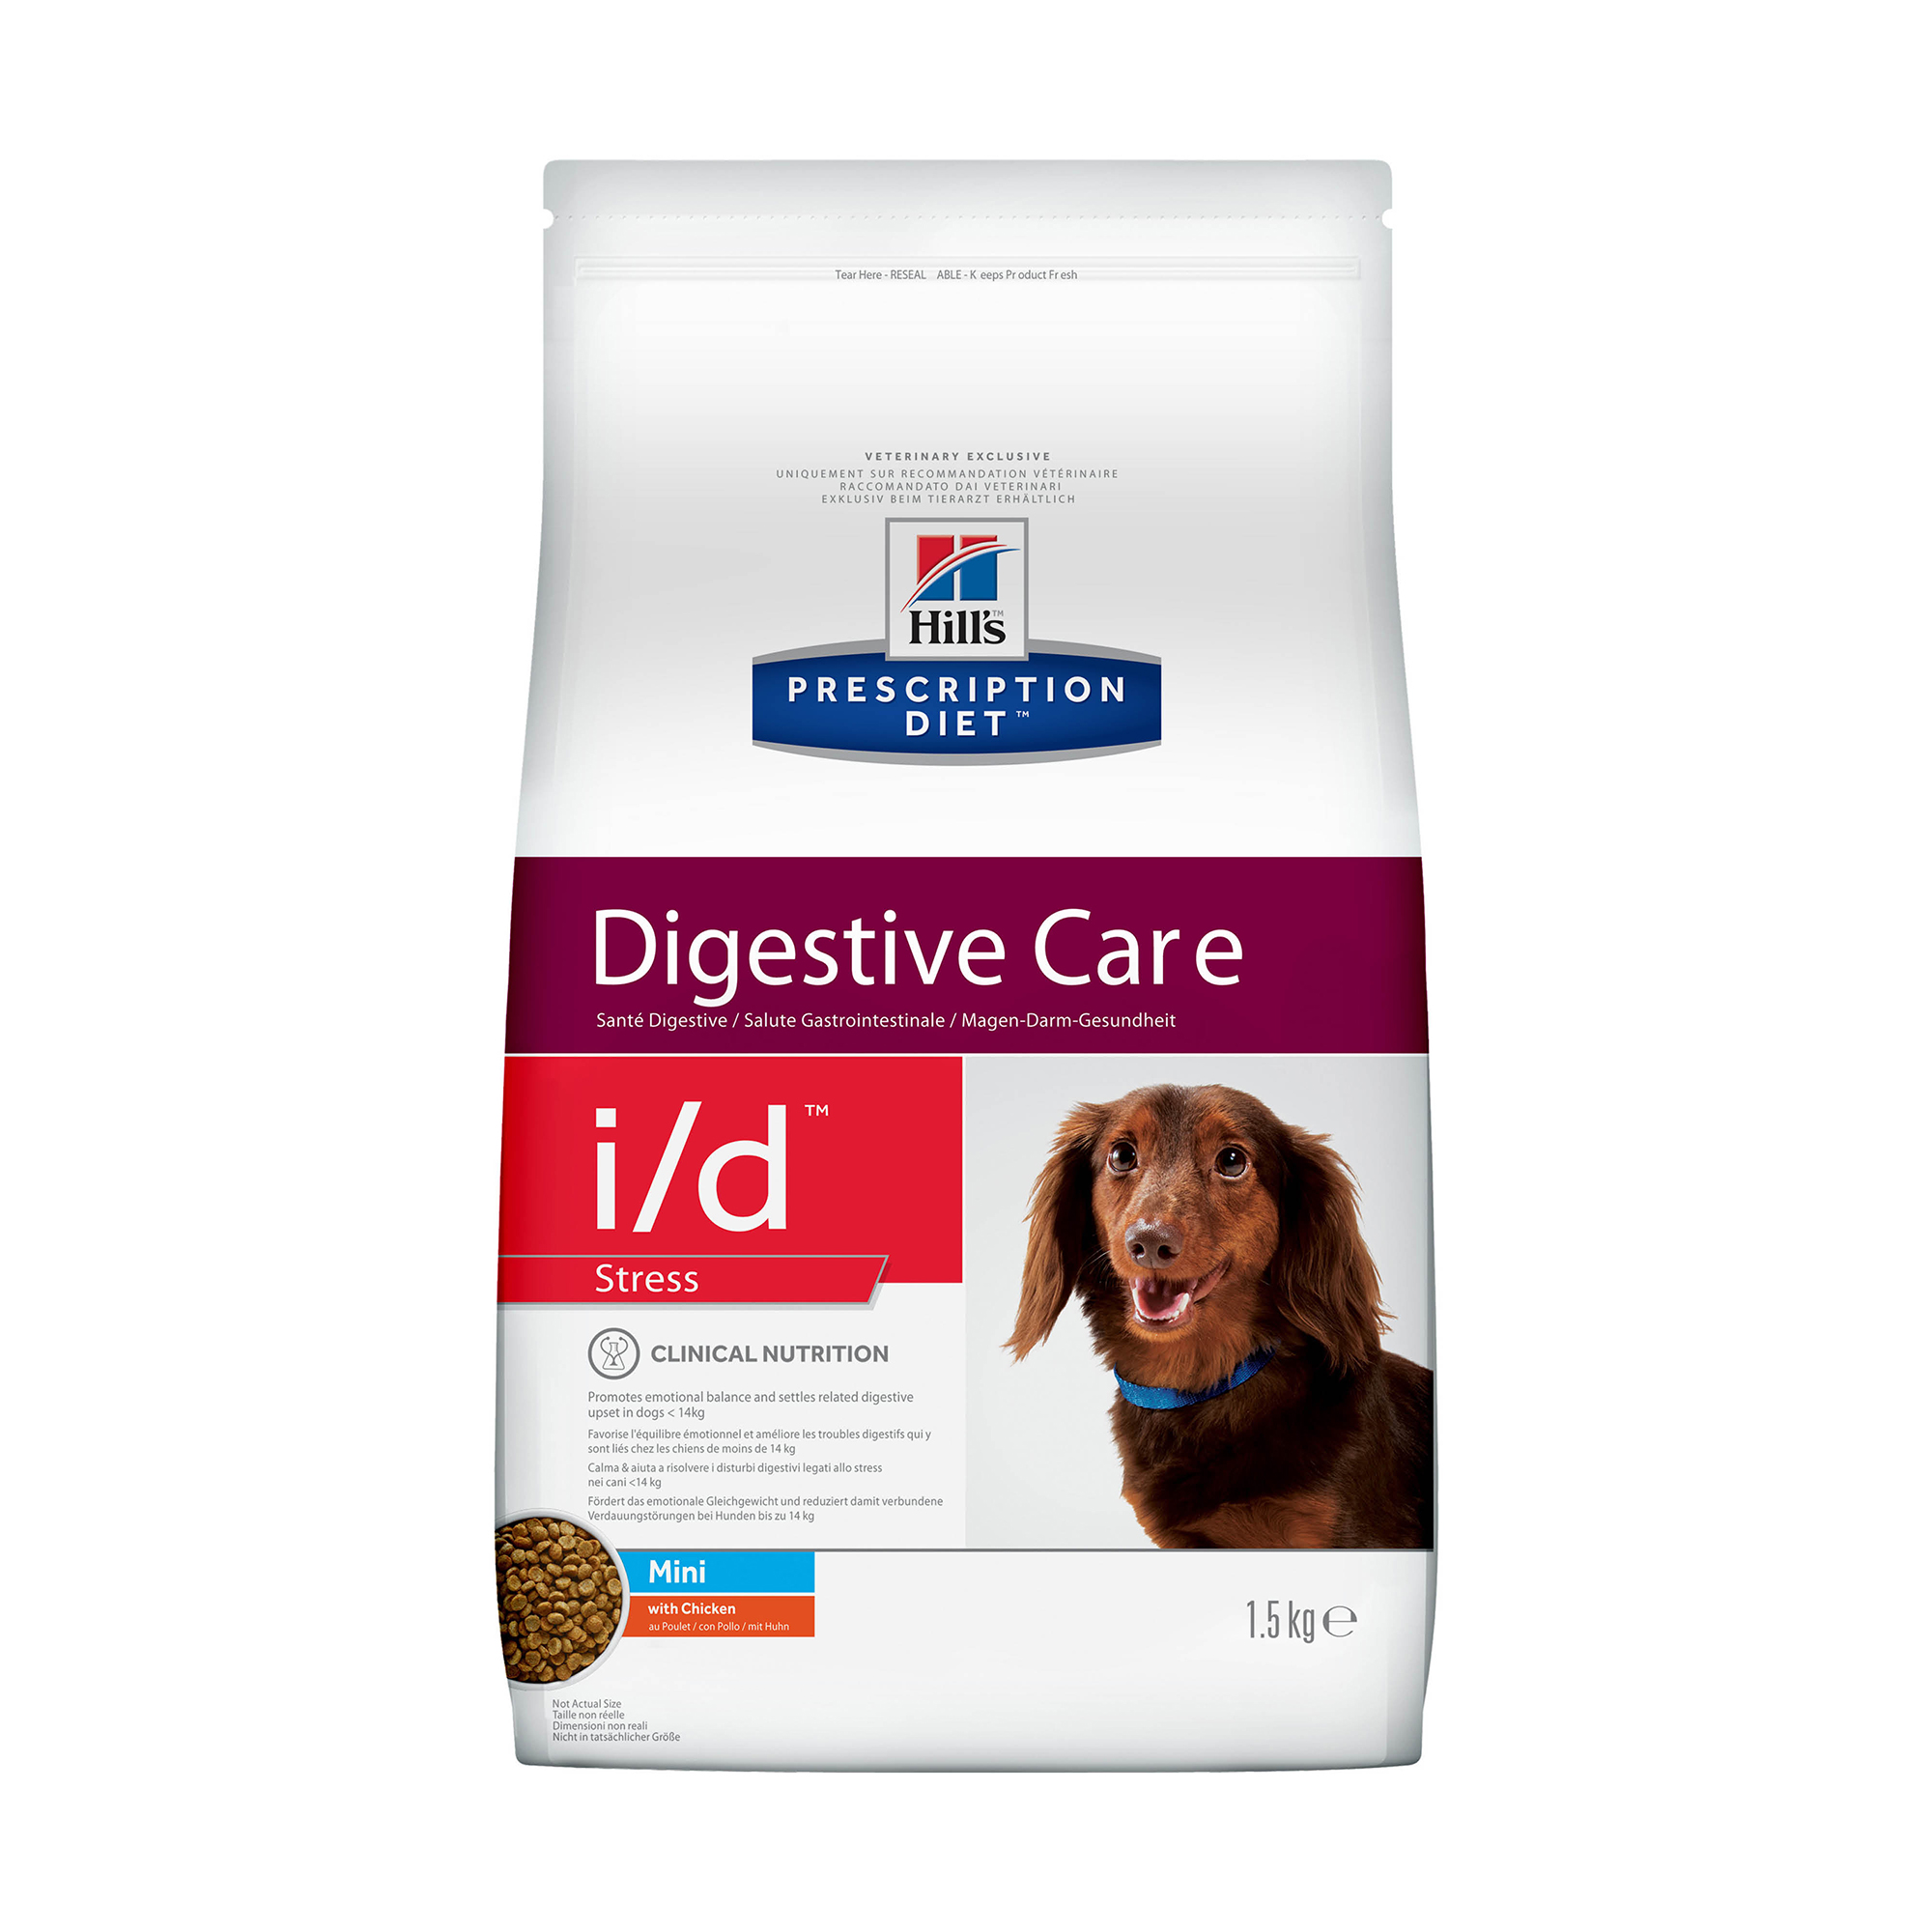 Tear Here - RESEAL ABLE - K eeps Pr oduct Fr esh
VETERINARY EXCLUSIVE
UNIQUEMENT SUR RECOMMANDATION VÉTÉRINAIRE
RACCOMANDATO DAI VETERINARI
EXKLUSIV BEIM TIERARZT ERHÄLTLICH
Hill's™
PRESCRIPTION
DIET™
Digestive Care
Santé Digestive / Salute Gastrointestinale / Magen-Darm-Gesundheit
i/d™
Stress
CLINICAL NUTRITION
Promotes emotional balance and settles related digestive
upset in dogs < 14kg
Favorise l'équilibre émotionnel et améliore les troubles digestifs qui y
sont liés chez les chiens de moins de 14 kg
Calma & aiuta a risolvere i disturbi digestivi legati allo stress
nei cani <14 kg
Fördert das emotionale Gleichgewicht und reduziert damit verbundene
Verdauungstörungen bei Hunden bis zu 14 kg
Mini
with Chicken
au Poulet / con Pollo / mit Huhn
1.5 kg ℮
Not Actual Size
Taille non réelle
Dimensioni non reali
Nicht in tatsächlicher Größe